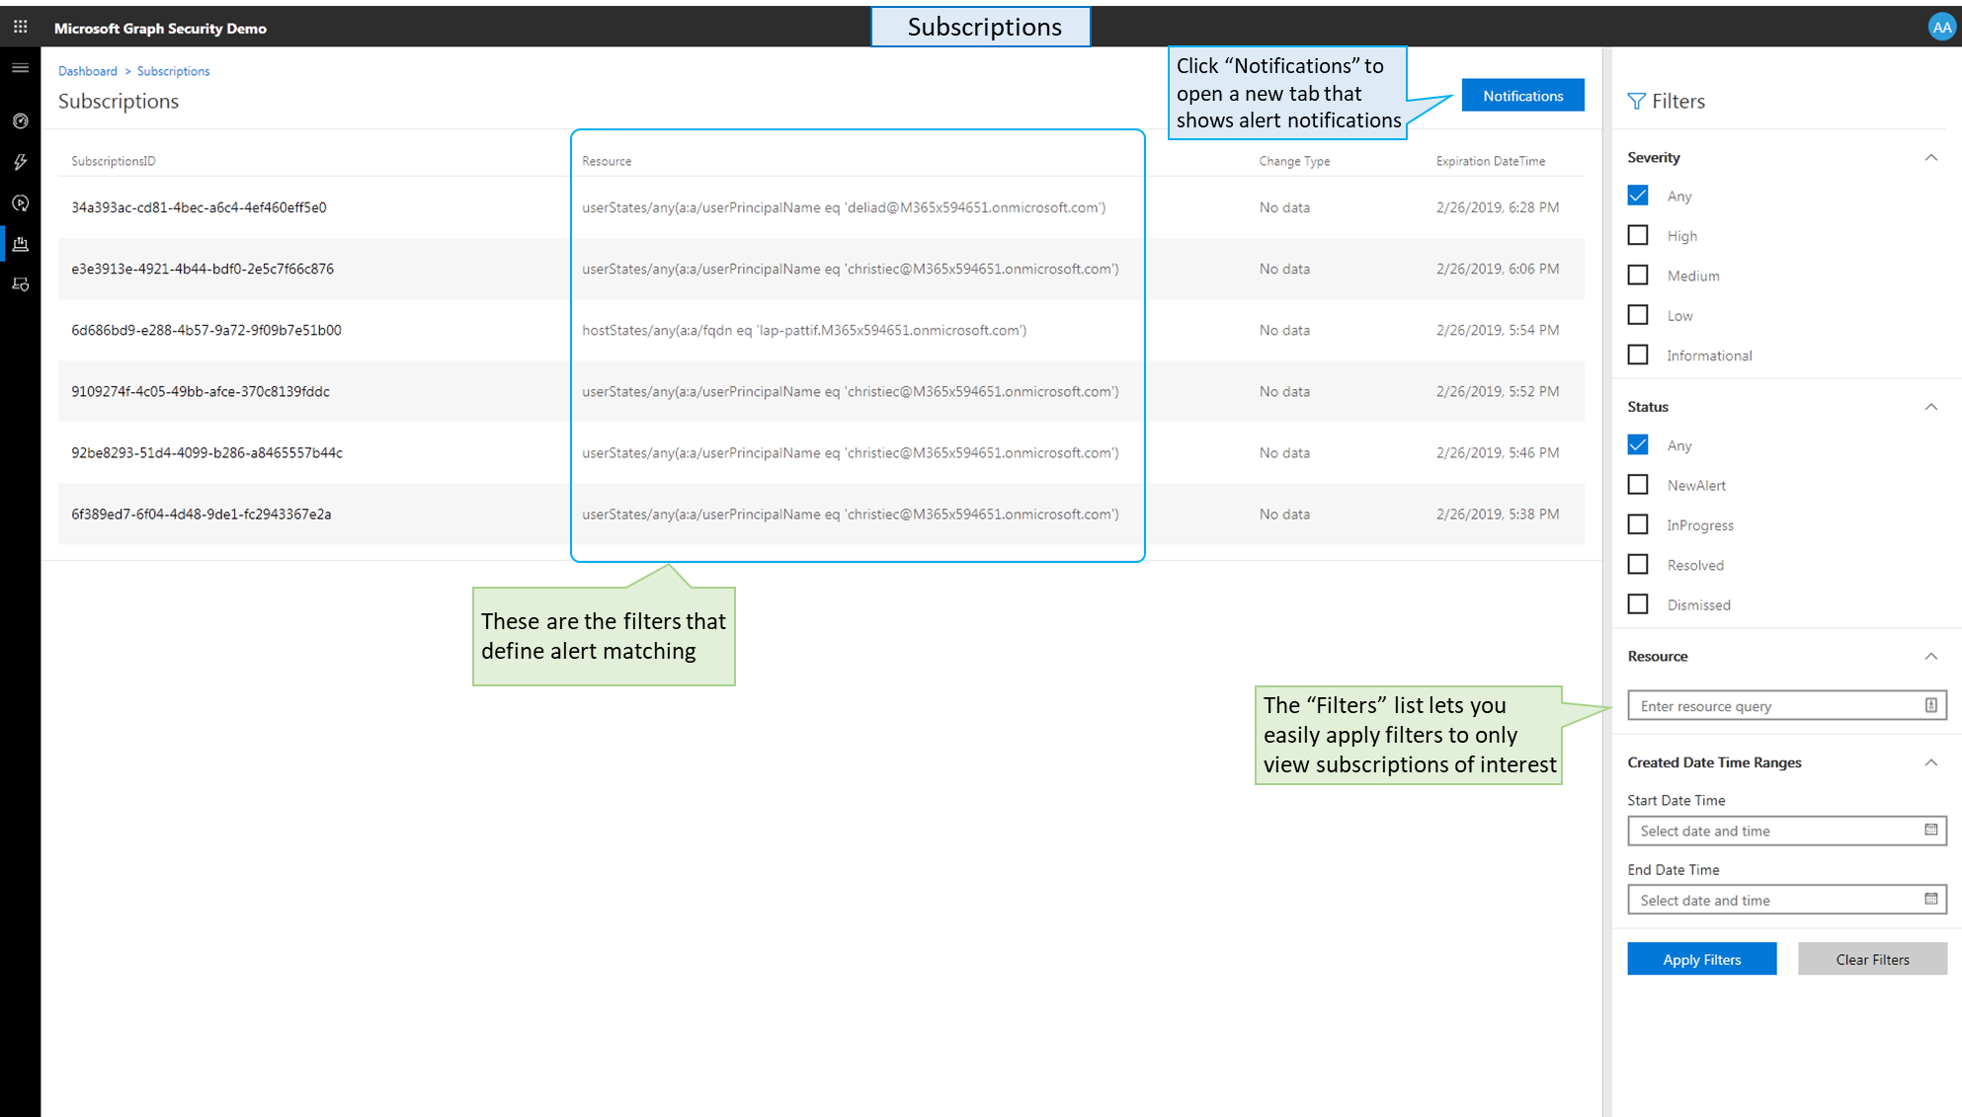 Microsoft Graph Security Demo
Subscriptions
AA
Dashboard > Subscriptions
Subscriptions
Click “Notifications” to
open a new tab that
shows alert notifications
Notifications
SubscriptionsID Resource Change Type Expiration DateTime
34a393ac-cd81-4bec-a6c4-4ef460eff5e0 userStates/any(a:a/userPrincipalName eq 'deliad@M365x594651.onmicrosoft.com') No data 2/26/2019, 6:28 PM
e3e3913e-4921-4b44-bdf0-2e5c7f66c876 userStates/any(a:a/userPrincipalName eq 'christiec@M365x594651.onmicrosoft.com') No data 2/26/2019, 6:06 PM
6d686bd9-e288-4b57-9a72-9f09b7e51b00 hostStates/any(a:a/fqdn eq 'lap-pattif.M365x594651.onmicrosoft.com') No data 2/26/2019, 5:54 PM
9109274f-4c05-49bb-afce-370c8139fddc userStates/any(a:a/userPrincipalName eq 'christiec@M365x594651.onmicrosoft.com') No data 2/26/2019, 5:52 PM
92be8293-51d4-4099-b286-a8465557b44c userStates/any(a:a/userPrincipalName eq 'christiec@M365x594651.onmicrosoft.com') No data 2/26/2019, 5:46 PM
6f389ed7-6f04-4d48-9de1-fc2943367e2a userStates/any(a:a/userPrincipalName eq 'christiec@M365x594651.onmicrosoft.com') No data 2/26/2019, 5:38 PM
These are the filters that
define alert matching
The “Filters” list lets you
easily apply filters to only
view subscriptions of interest
Filters
Severity
Any
High
Medium
Low
Informational
Status
Any
NewAlert
InProgress
Resolved
Dismissed
Resource
Enter resource query
Created Date Time Ranges
Start Date Time
Select date and time
End Date Time
Select date and time
Apply Filters Clear Filters